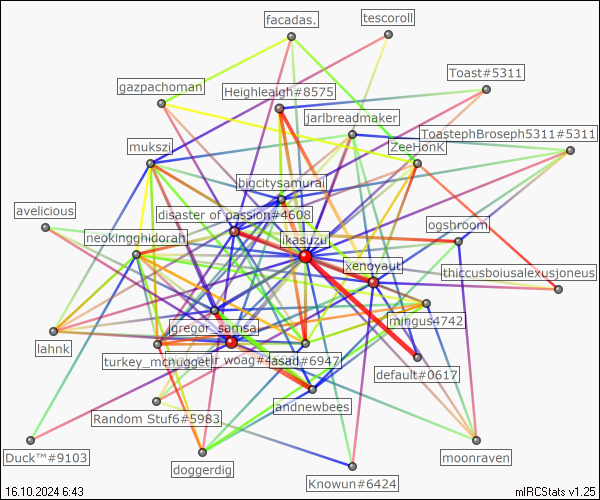 facadas.
tescoroll
Toast#5311
gazpachoman
Heighleaigh#8575
jarlbreadmaker
ToastephBroseph5311#5311
mukszi
ZeeHonK
bigcitysamurai
avelicious
disaster of passion#4608
ogshroom
neokingghidorah
ikasuzu
xenoyaut
thiccusboiusalexusjoneus
mingus4742
gregor_samsa
lahnk
turkey_mcnugget
asad#6947
default#0617
Random Stuf6#5983
andnewbees
Duck™#9103
doggerdig
moonraven
Knowun#6424
16.10.2024 6:43
mIRCStats v1.25